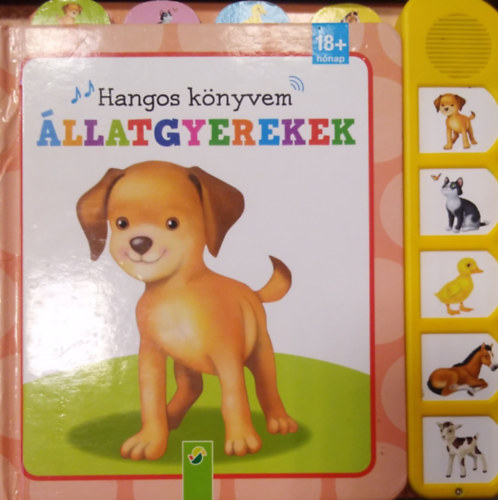 18+
hónap
Hangos könyvem
ÁLLATGYEREKEK